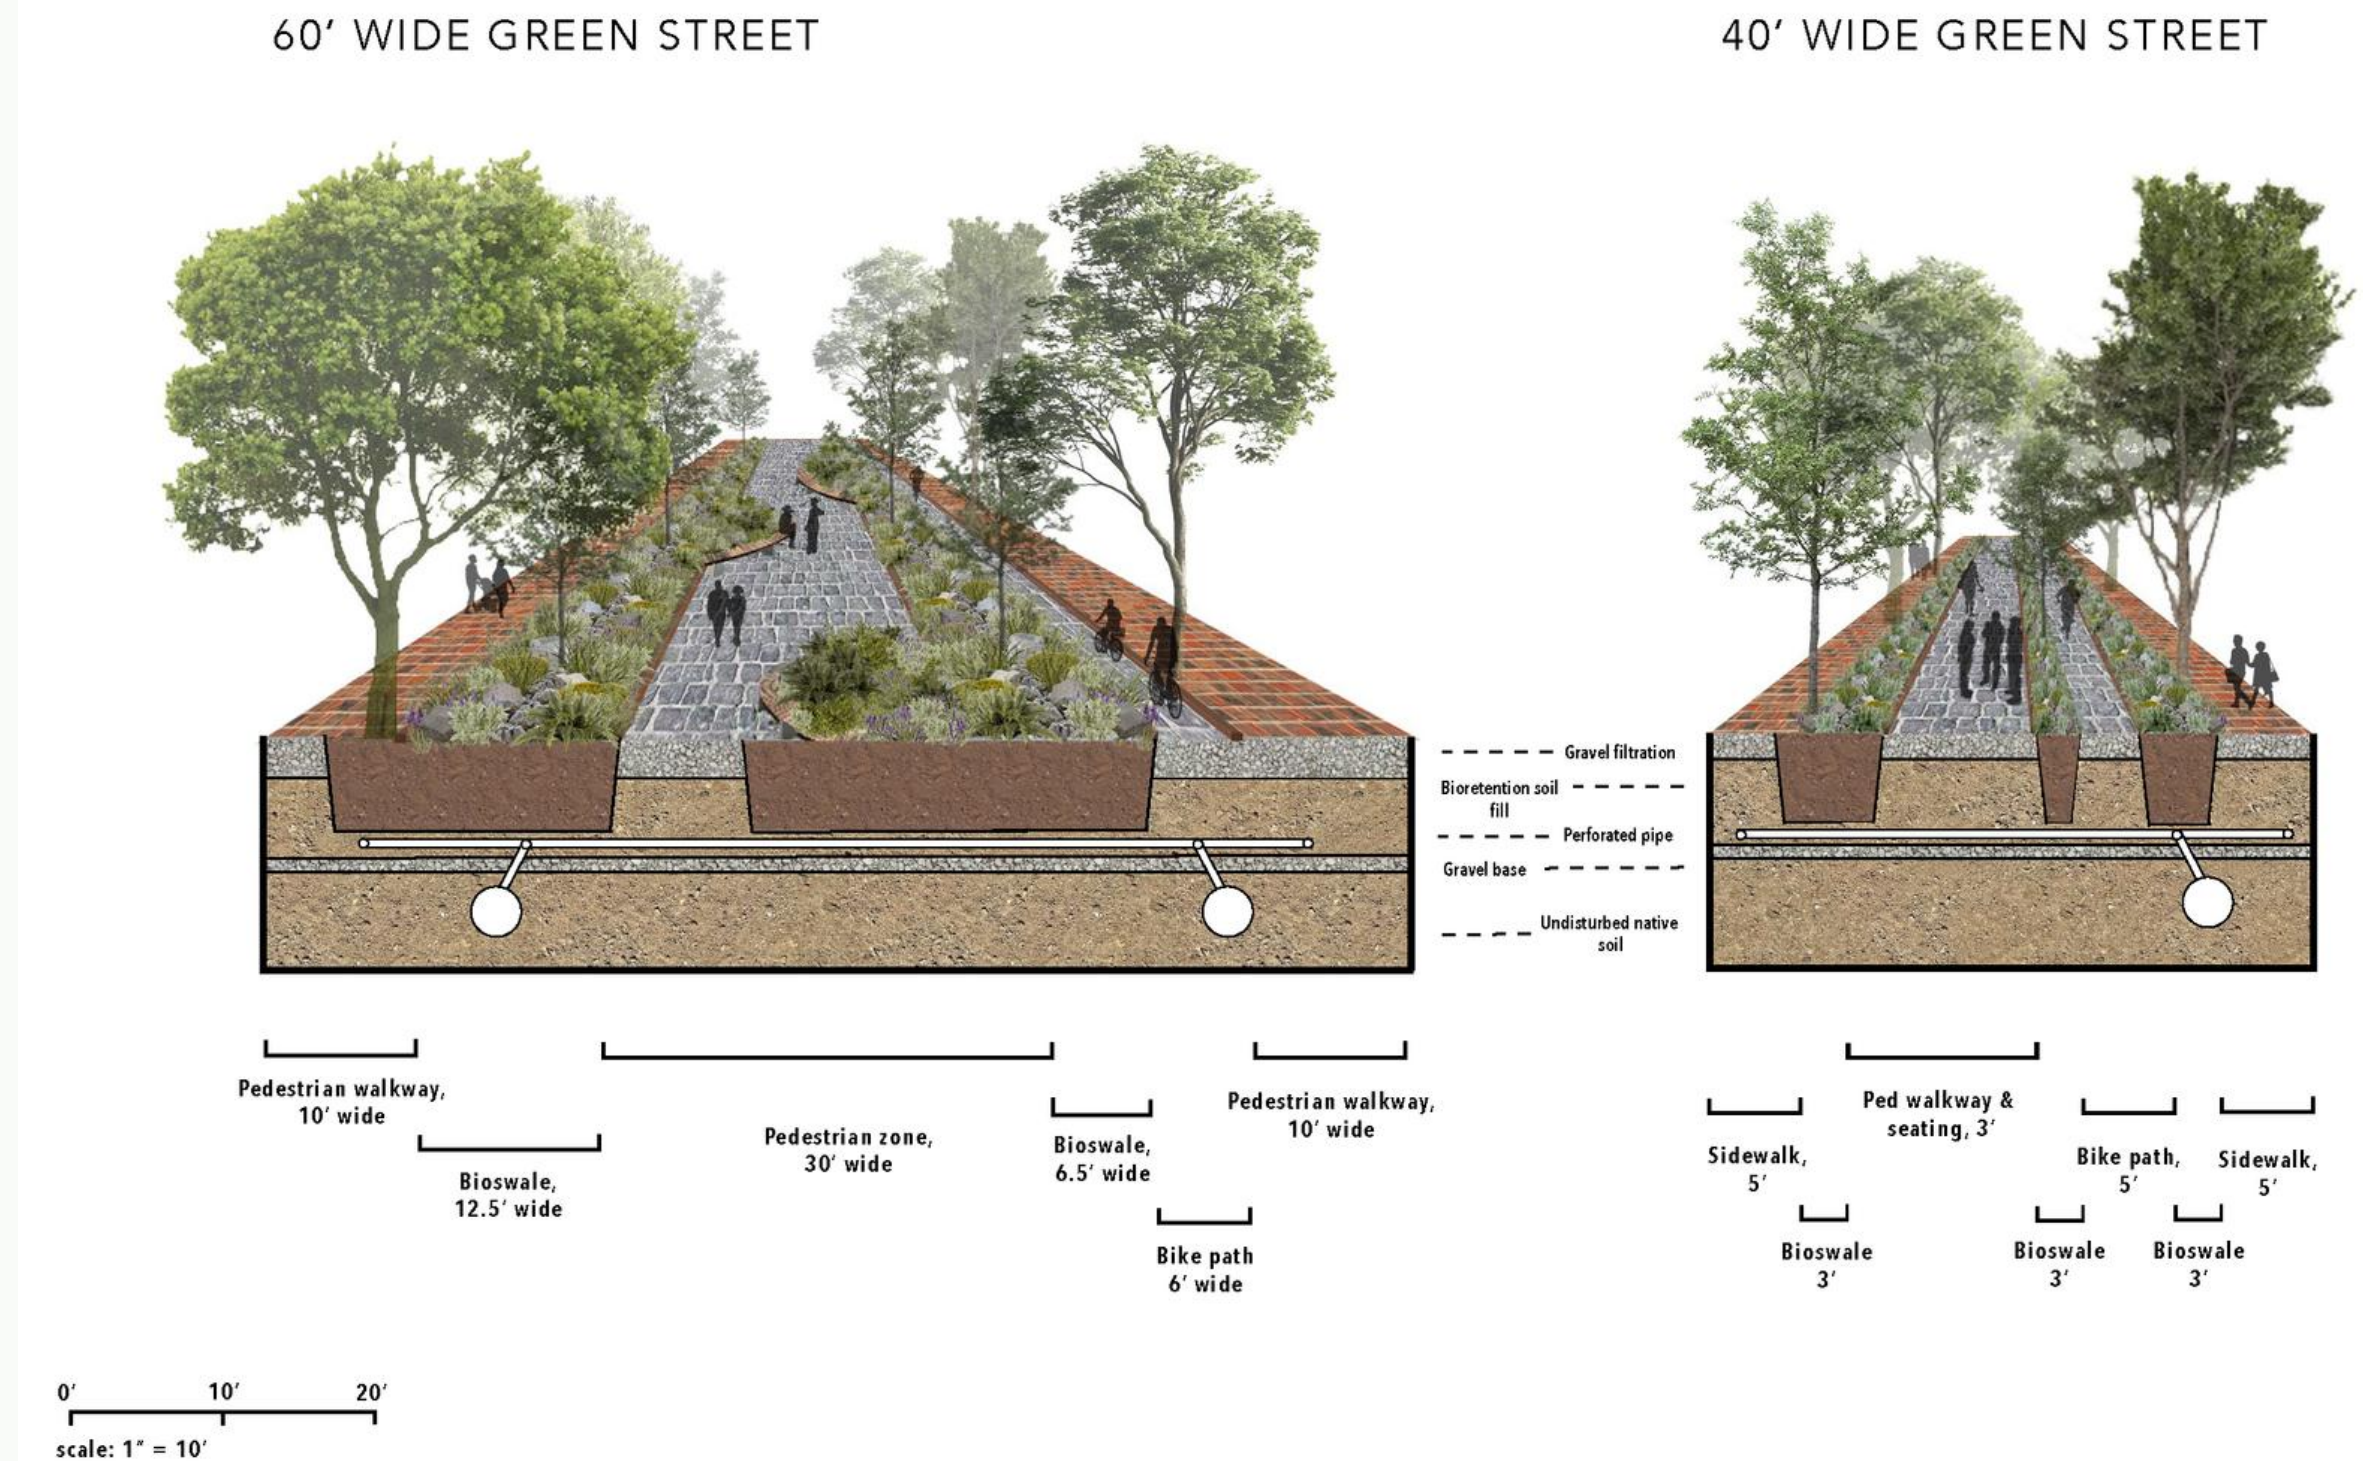 60' WIDE GREEN STREET
40' WIDE GREEN STREET
Gravel filtration
Bioretention soil
fill
Perforated pipe
Gravel base
Undisturbed native
soil
Pedestrian walkway,
10' wide
Bioswale,
12.5' wide
Pedestrian zone,
30' wide
Bioswale,
6.5' wide
Bike path
6' wide
Pedestrian walkway,
10' wide
Sidewalk,
5'
Bioswale
3'
Ped walkway &
seating, 3'
Bioswale
3'
Bike path,
5'
Bioswale
3'
Sidewalk,
5'
0' 10' 20'
scale: 1" = 10'